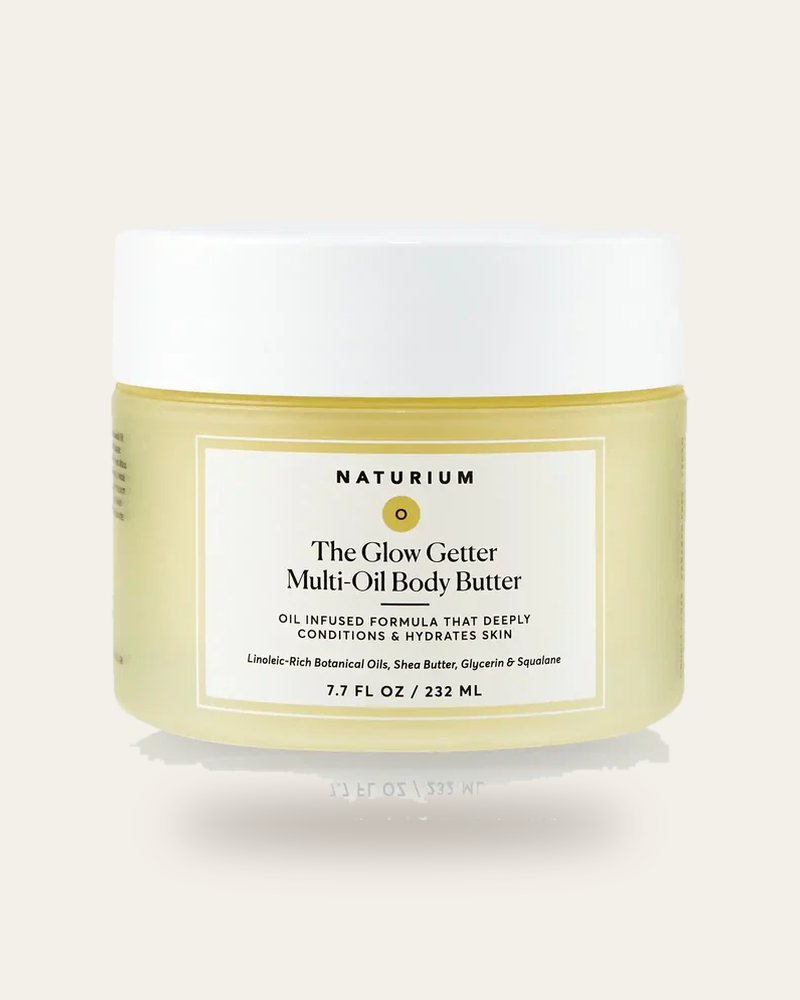 NATURIUM
O
The Glow Getter
Multi-Oil Body Butter
OIL INFUSED FORMULA THAT DEEPLY
CONDITIONS & HYDRATES SKIN
Linoleic-Rich Botanical Oils, Shea Butter, Glycerin & Squalane
7.7 FL OZ / 232 ML